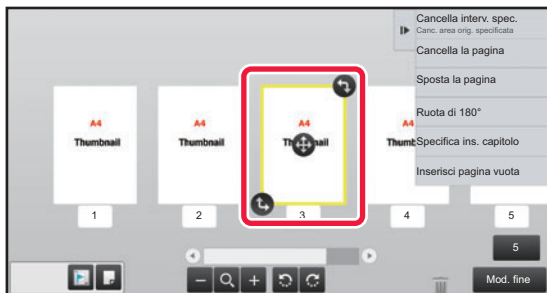 Cancella interv. spec.
Canc. area orig. specificata
Cancella la pagina
Sposta la pagina
Ruota di 180°
Specifica ins. capitolo
Inserisci pagina vuota
A4
Thumbnail
A4
Thumbnail
A4
A4
1
2
3
4
5
5
Mod. fine